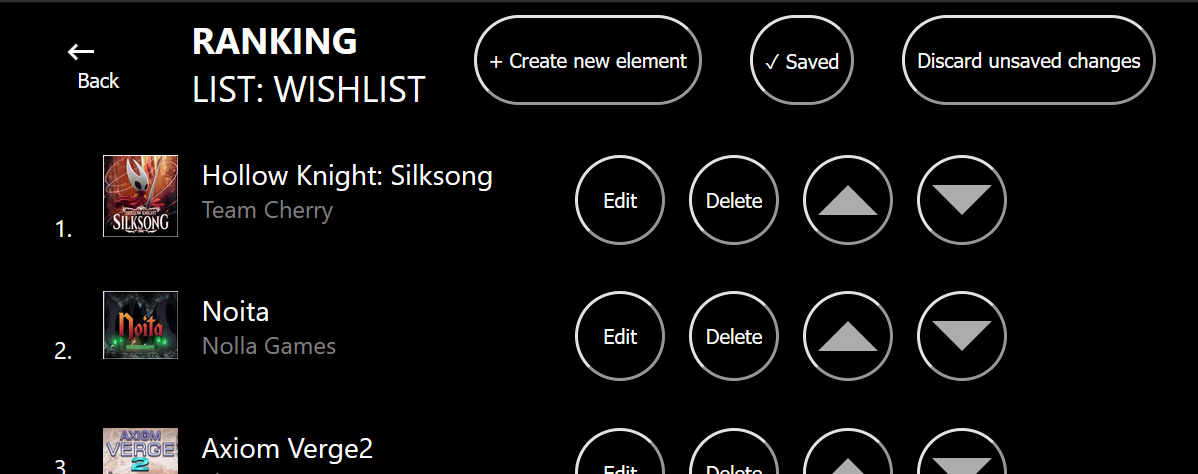 ←
Back
RANKING
LIST: WISHLIST
+ Create new element
✓ Saved
Discard unsaved changes
1.
HOLLOW KNIGHT
SILKSONG
Hollow Knight: Silksong
Team Cherry
Edit
Delete
2.
Noita
Noita
Nolla Games
Edit
Delete
3.
AXIOM
VERGE
2
Axiom Verge2
Edit
Delete